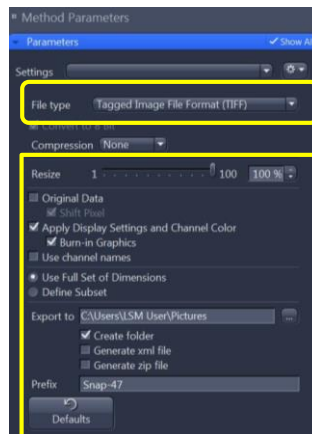 Method Parameters
Parameters Show All
Settings
File type Tagged Image File Format (TIFF)
Convert to 8 bit
Compression None
Resize 1 100 100 %
Original Data
Shift Pixel
Apply Display Settings and Channel Color
Burn-in Graphics
Use channel names
Use Full Set of Dimensions
Define Subset
Export to C:\Users\LSM User\Pictures ...
Create folder
Generate xml file
Generate zip file
Prefix Snap-47
Defaults